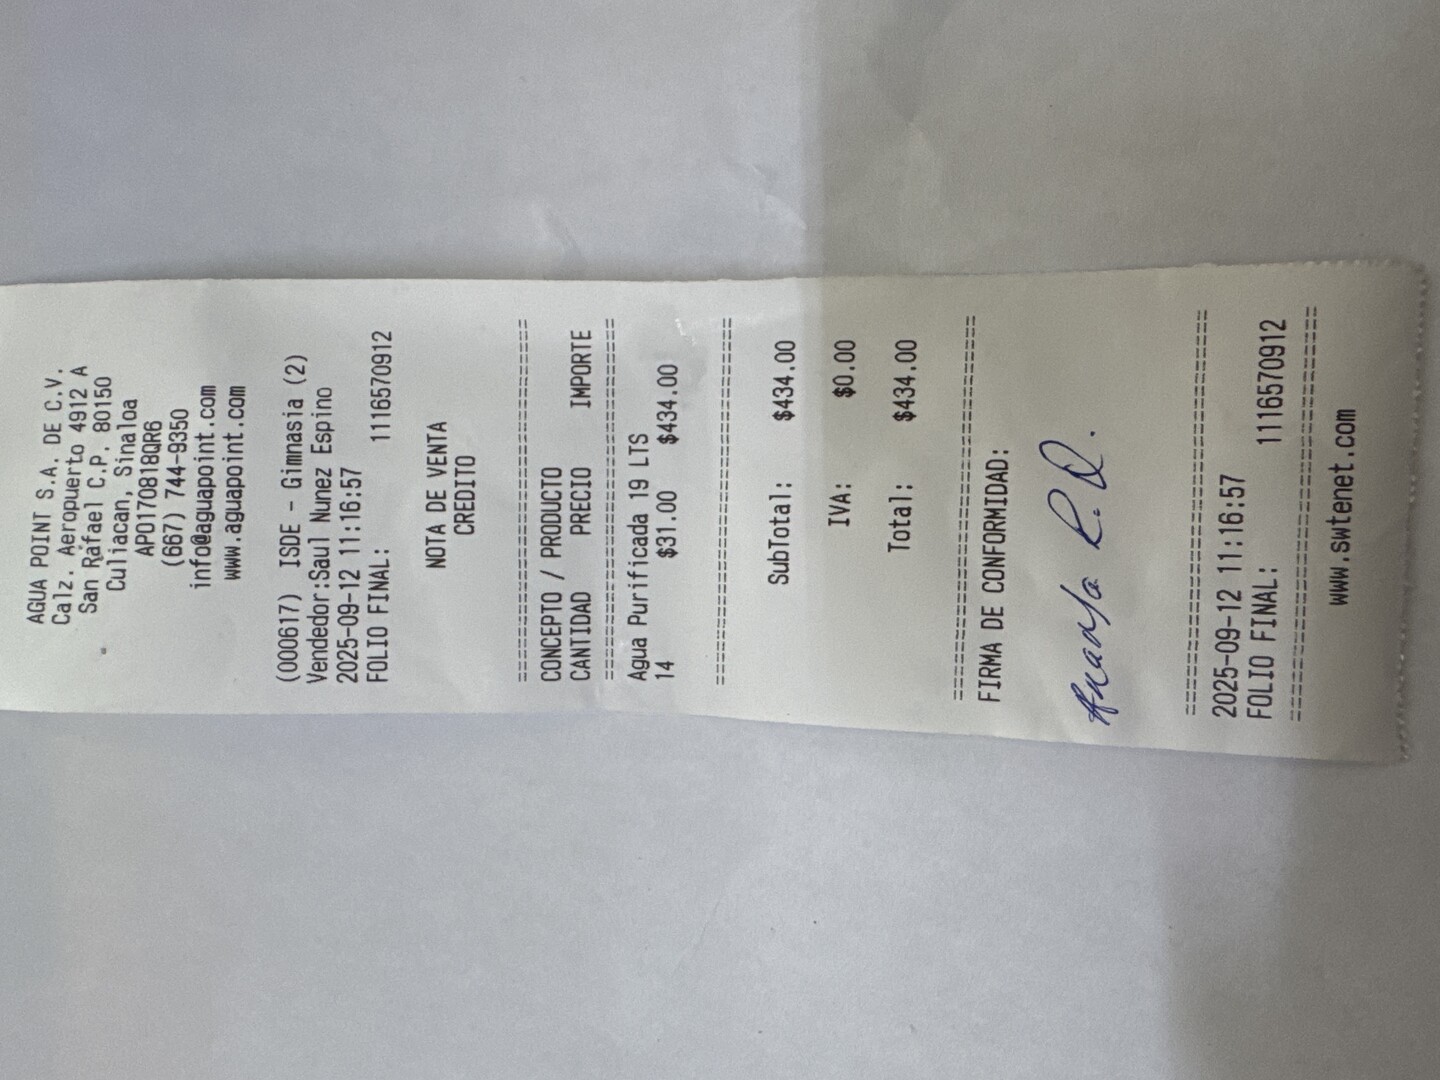 AGUA POINT S.A. DE C.V.
Calz. Aeropuerto 4912 A
San Rafael C.P. 80150
Culiacan, Sinaloa
APO170818QR6
(667) 744-9350
info@aguapoint.com
www.aguapoint.com
(000617) ISDE - Gimnasia (2)
Vendedor:Saul Nunez Espino
2025-09-12 11:16:57
FOLIO FINAL: 1116570912
NOTA DE VENTA
CREDITO
CONCEPTO / PRODUCTO
CANTIDAD PRECIO IMPORTE
Agua Purificada 19 LTS
14 $31.00 $434.00
SubTotal: $434.00
IVA: $0.00
Total: $434.00
FIRMA DE CONFORMIDAD:
2025-09-12 11:16:57
FOLIO FINAL: 1116570912
www.swtenet.com